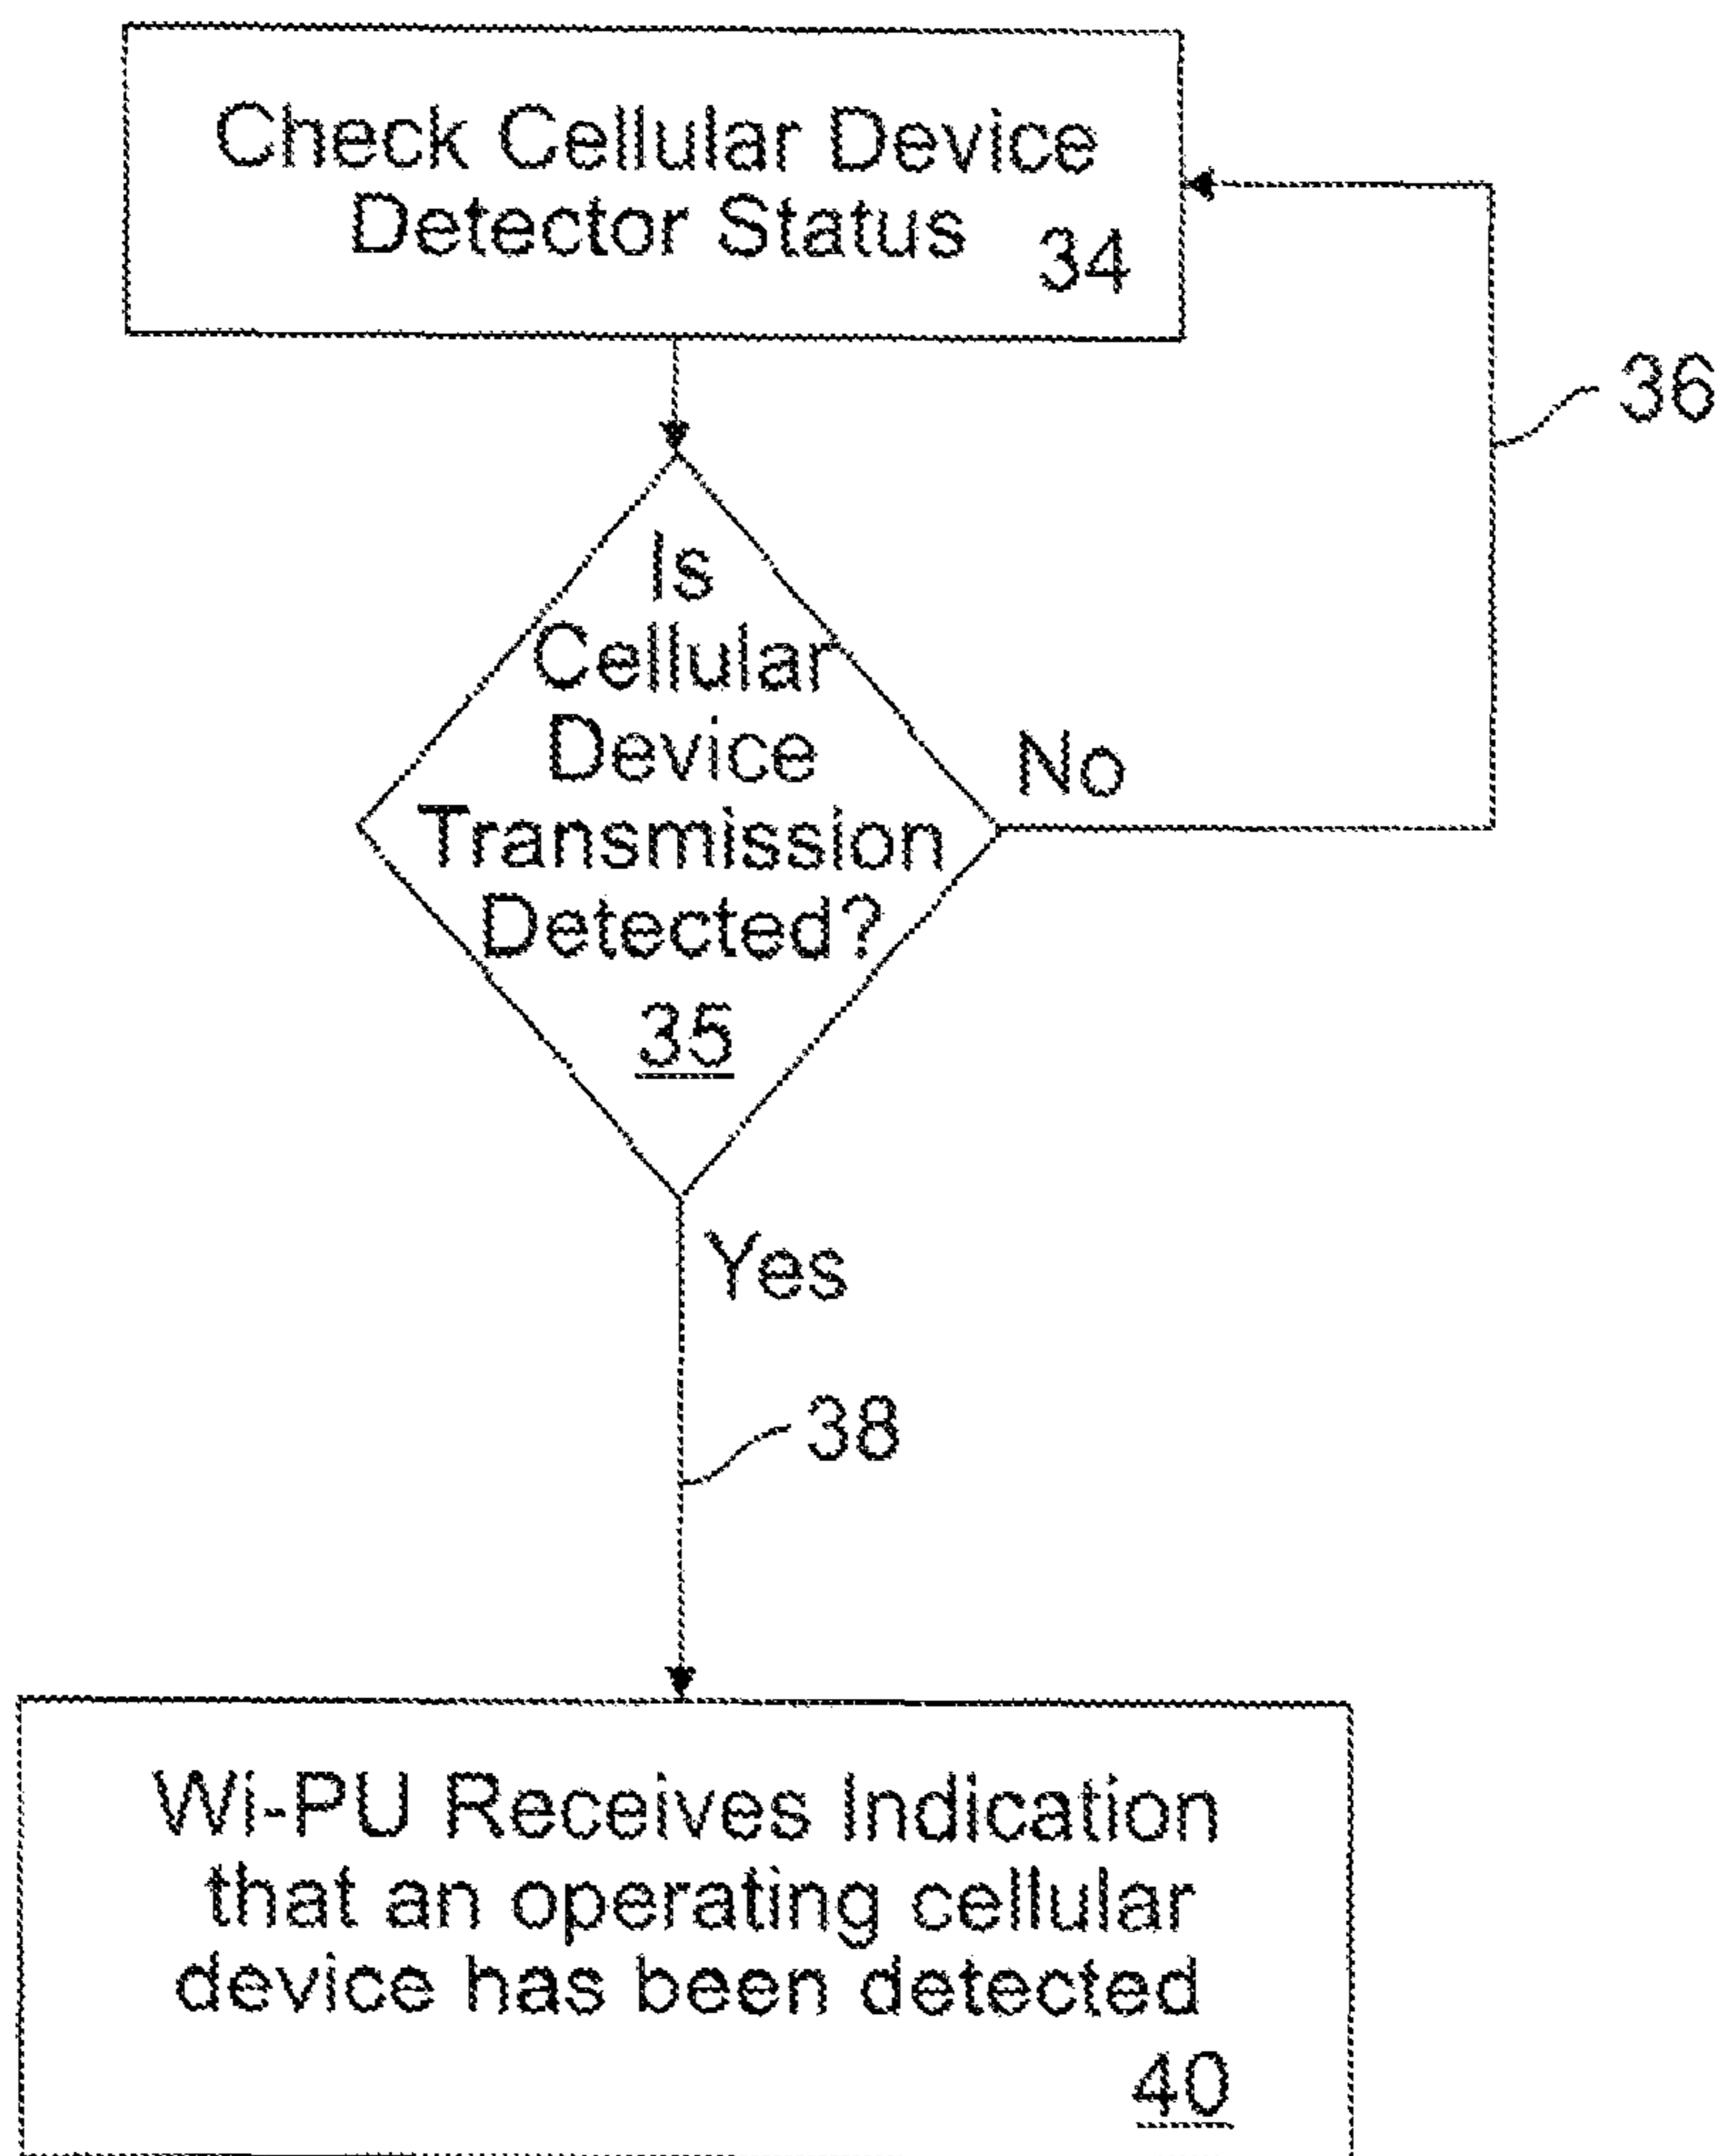 Check Cellular Device
Detector Status 34
36
Is
Cellular
Device
Transmission
Detected?
35
No
Yes
38
Wi-PU Receives Indication
that an operating cellular
device has been detected
40